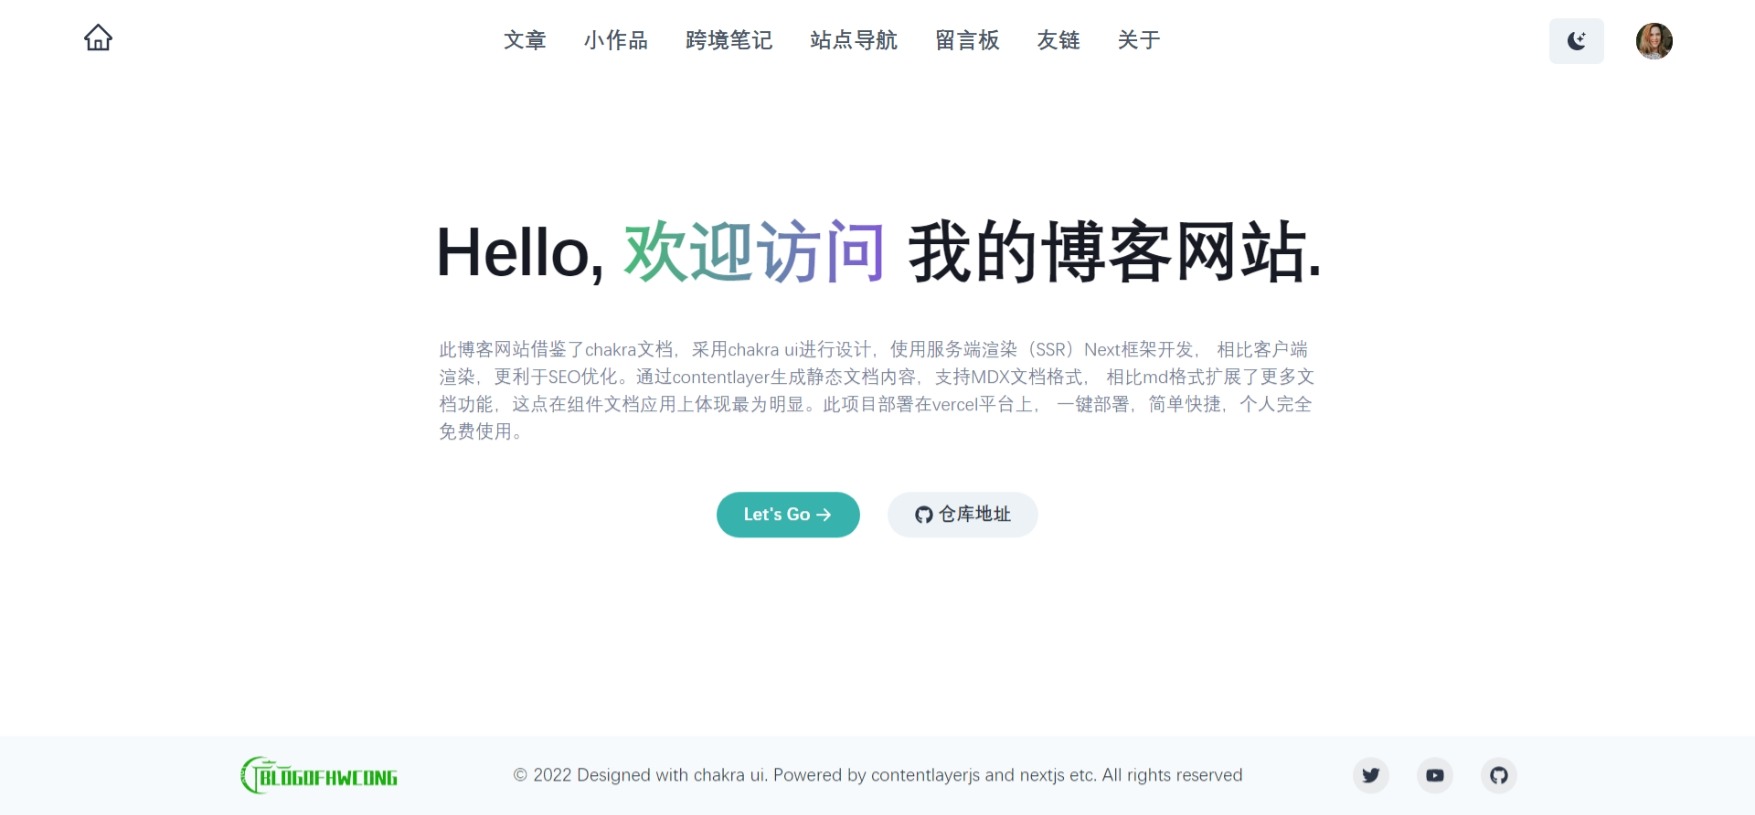 文章 小作品 跨境笔记 站点导航 留言板 友链 关于
Hello, 欢迎访问 我的博客网站.
此博客网站借鉴了chakra文档，采用chakra ui进行设计，使用服务端渲染（SSR）Next框架开发， 相比客户端
渲染，更利于SEO优化。通过contentlayer生成静态文档内容，支持MDX文档格式， 相比md格式扩展了更多文
档功能，这点在组件文档应用上体现最为明显。此项目部署在vercel平台上， 一键部署，简单快捷，个人完全
免费使用。
Let's Go → 仓库地址
BLOGOFHWCONG © 2022 Designed with chakra ui. Powered by contentlayerjs and nextjs etc. All rights reserved